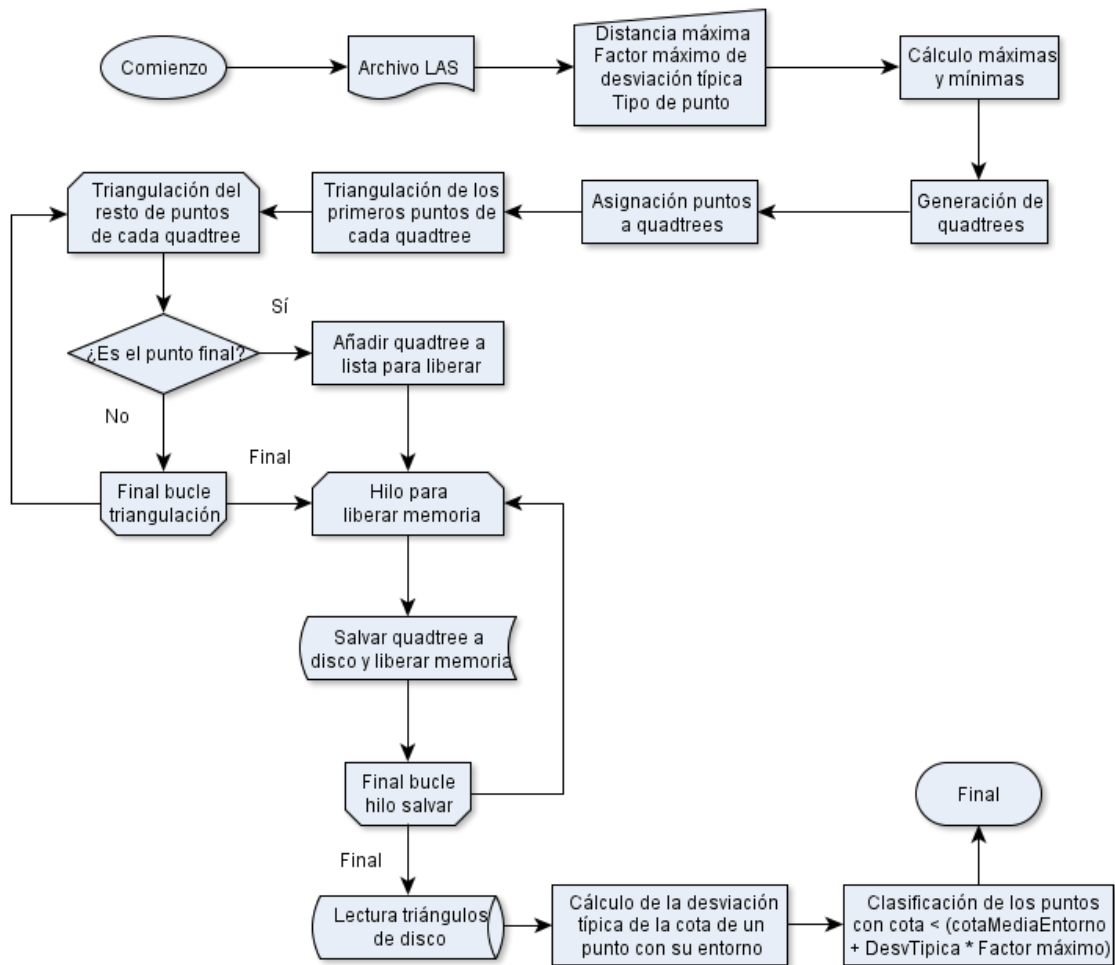 Comienzo
Archivo LAS
Distancia máxima
Factor máximo de
desviación típica
Tipo de punto
Cálculo máximas
y mínimas
Generación de
quadtrees
Asignación puntos
a quadtrees
Triangulación de los
primeros puntos de
cada quadtree
Triangulación del
resto de puntos
de cada quadtree
¿Es el punto final?
Sí
Añadir quadtree a
lista para liberar
No
Final bucle
triangulación
Final
Hilo para
liberar memoria
Salvar quadtree a
disco y liberar memoria
Final bucle
hilo salvar
Final
Lectura triángulos
de disco
Cálculo de la desviación
típica de la cota de un
punto con su entorno
Clasificación de los puntos
con cota < (cotaMediaEntorno
+ DesvTipica * Factor máximo)
Final